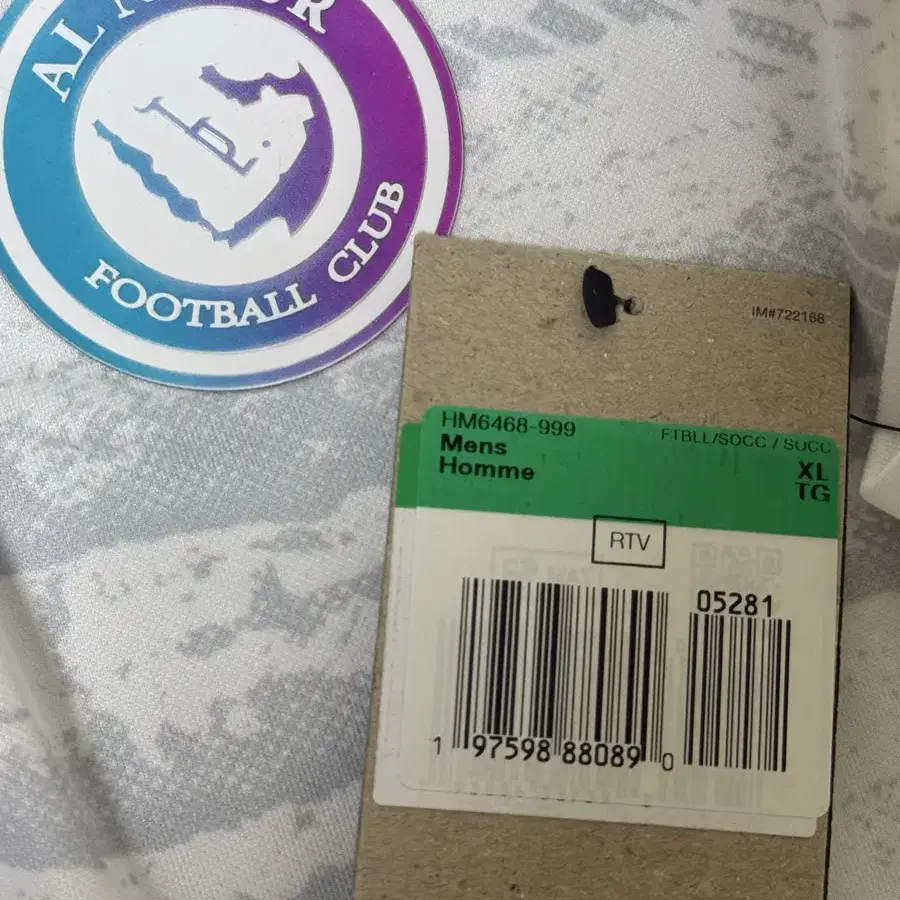 AL
FOOTBALL CLUB
IM#722168
HM6468-999
FTBLL/SOCC / SOCC
Mens
Homme
XL
TG
RTV
05281
1 97598 88089 0